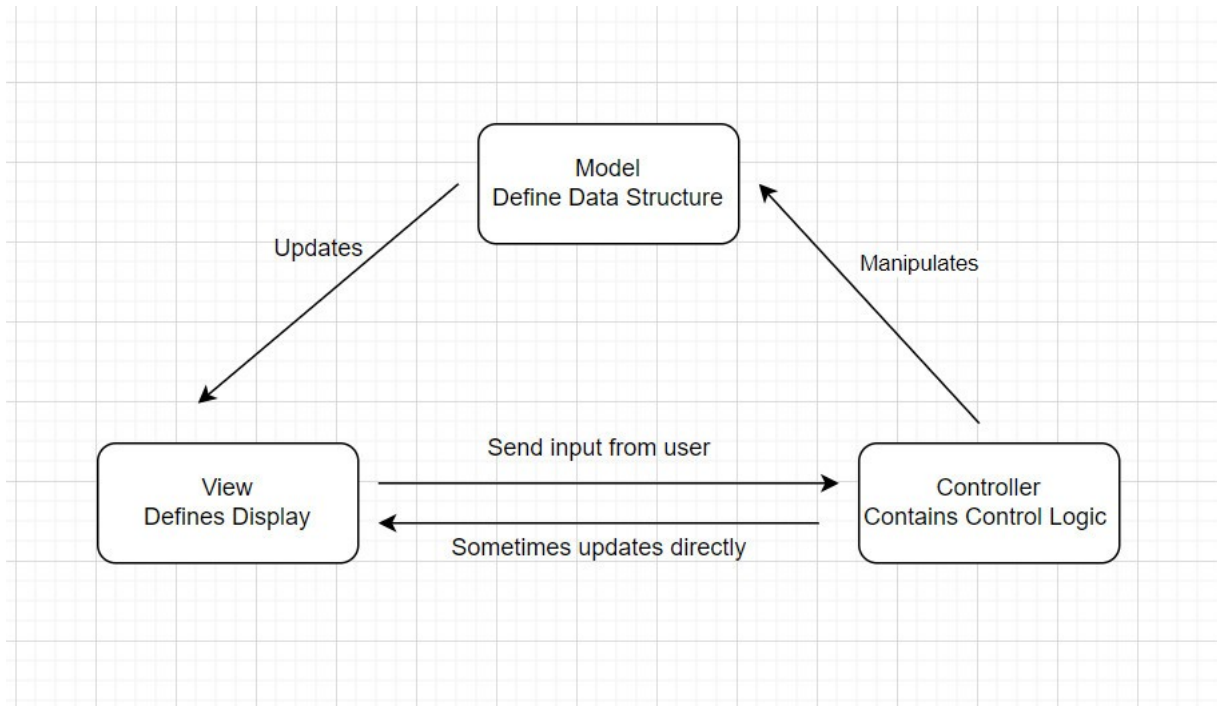 Model
Define Data Structure
Updates
Manipulates
Send input from user
View
Defines Display
Controller
Contains Control Logic
Sometimes updates directly